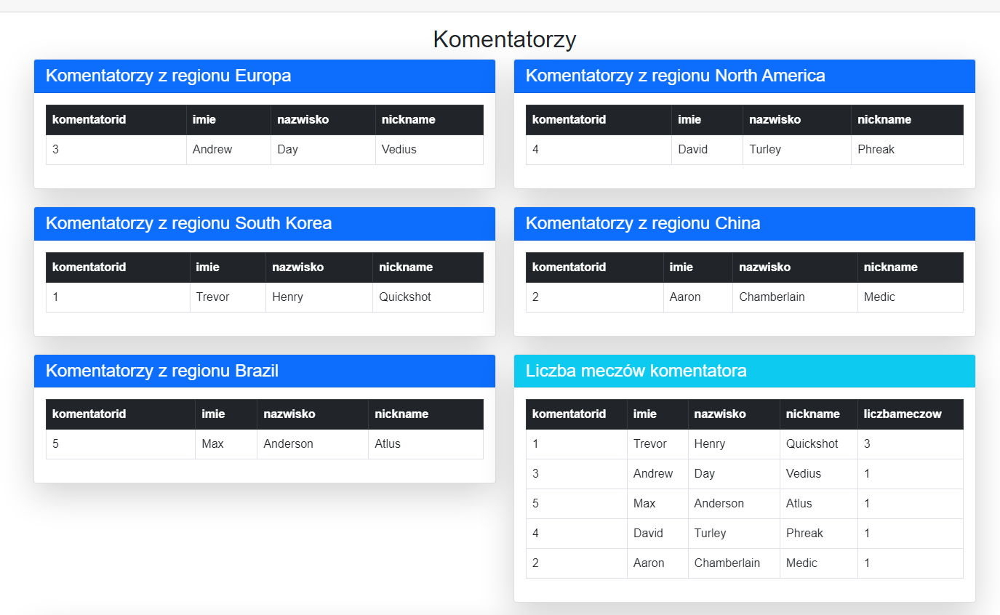 Komentatorzy
Komentatorzy z regionu Europa
komentatorid imie nazwisko nickname
3 Andrew Day Vedius
Komentatorzy z regionu North America
komentatorid imie nazwisko nickname
4 David Turley Phreak
Komentatorzy z regionu South Korea
komentatorid imie nazwisko nickname
1 Trevor Henry Quickshot
Komentatorzy z regionu China
komentatorid imie nazwisko nickname
2 Aaron Chamberlain Medic
Komentatorzy z regionu Brazil
komentatorid imie nazwisko nickname
5 Max Anderson Atlus
Liczba meczów komentatora
komentatorid imie nazwisko nickname liczbameczow
1 Trevor Henry Quickshot 3
3 Andrew Day Vedius 1
5 Max Anderson Atlus 1
4 David Turley Phreak 1
2 Aaron Chamberlain Medic 1